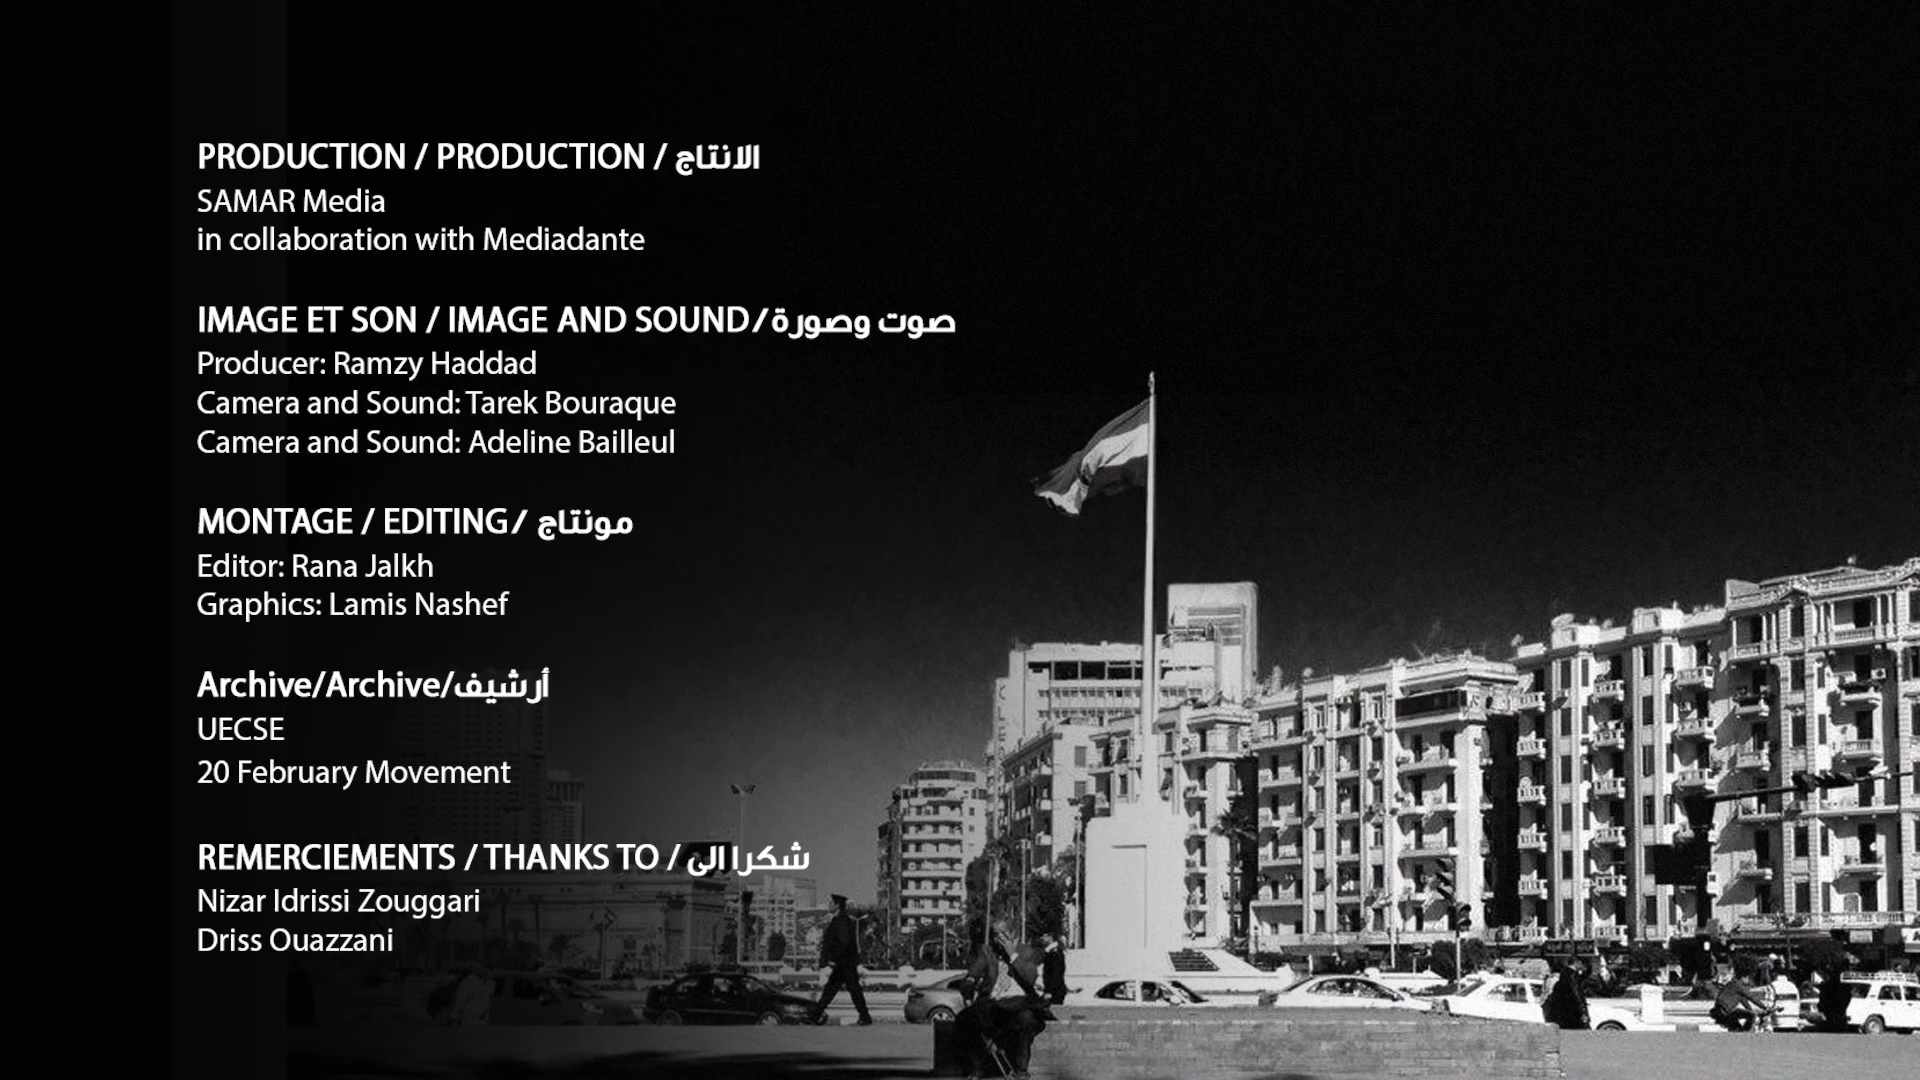 PRODUCTION / PRODUCTION / الانتاج
SAMAR Media
in collaboration with Mediadante
IMAGE ET SON / IMAGE AND SOUND/صوت وصورة
Producer: Ramzy Haddad
Camera and Sound: Tarek Bouraque
Camera and Sound: Adeline Bailleul
MONTAGE / EDITING/ مونتاج
Editor: Rana Jalkh
Graphics: Lamis Nashef
Archive/Archive/أرشيف
UECSE
20 February Movement
REMERCIEMENTS / THANKS TO / شكرا الى
Nizar Idrissi Zouggari
Driss Ouazzani